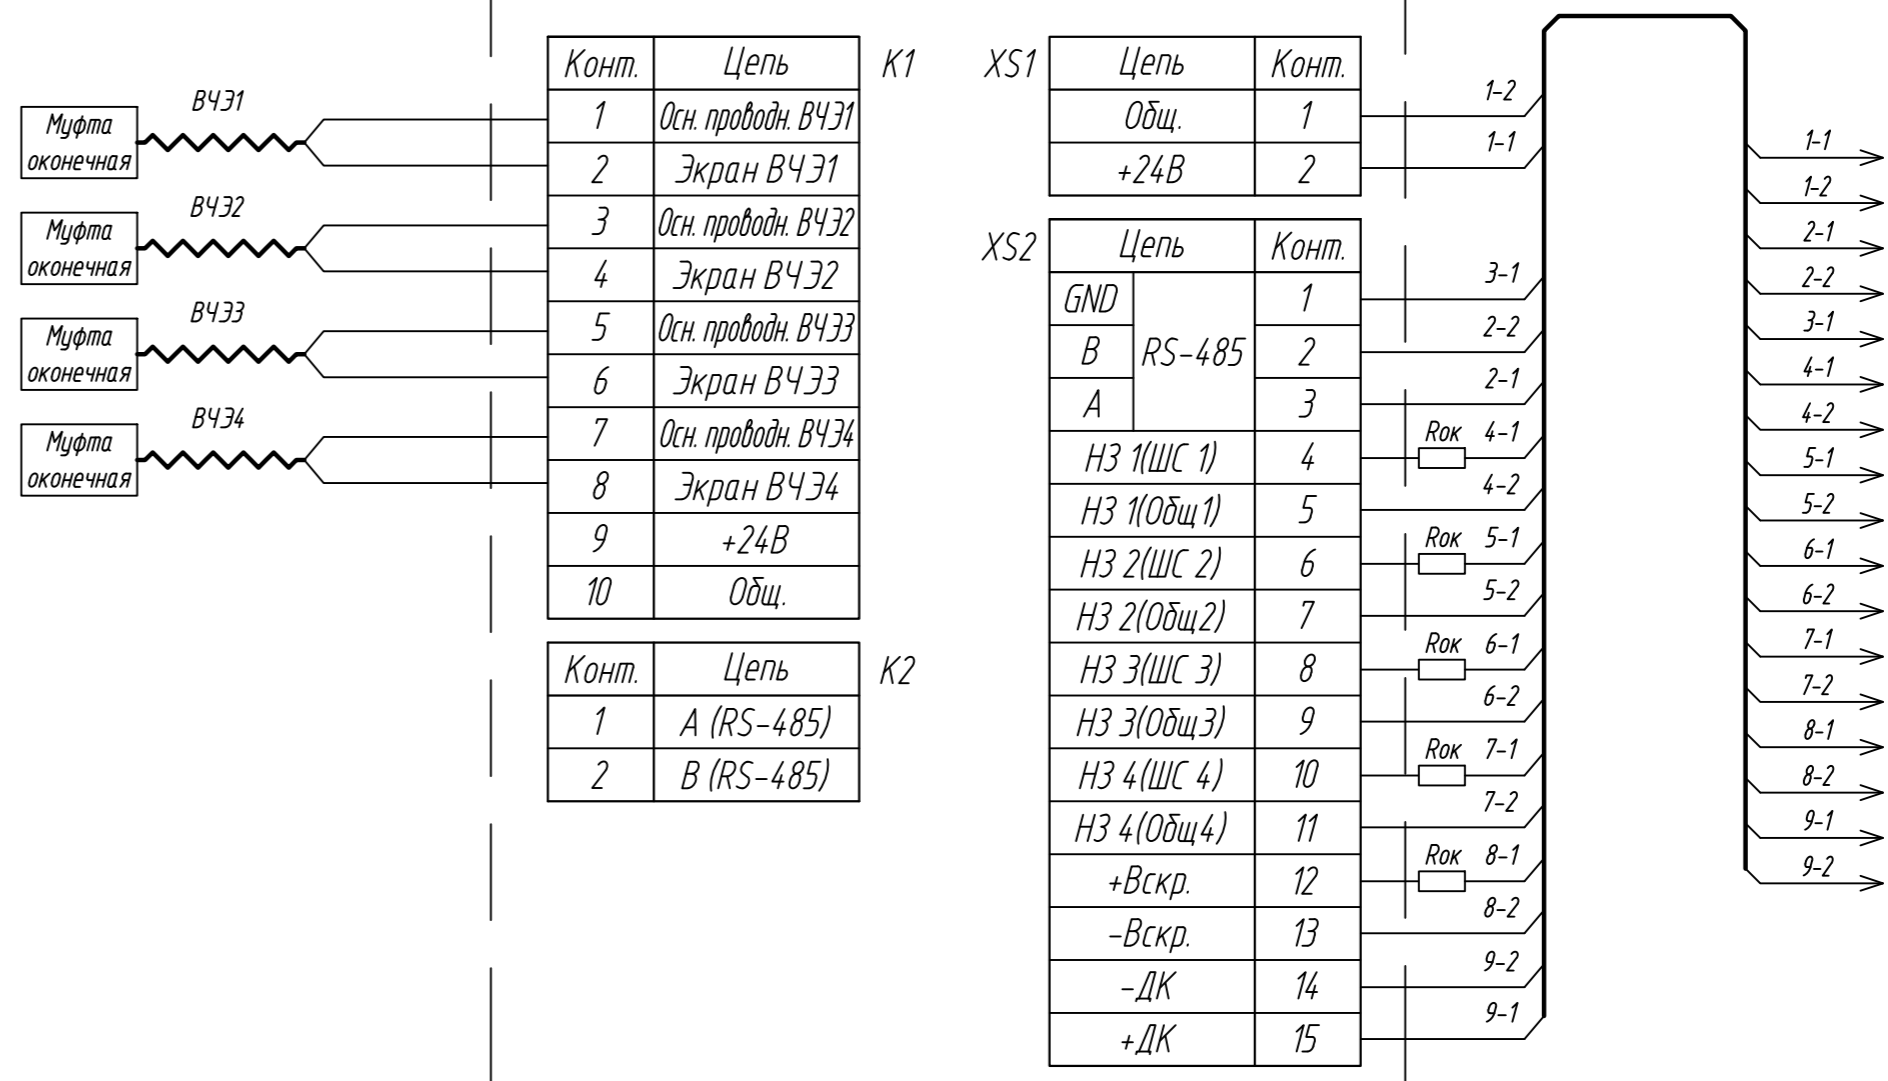 ВЧЭ1
Муфта
оконечная
ВЧЭ2
Муфта
оконечная
ВЧЭ3
Муфта
оконечная
ВЧЭ4
Муфта
оконечная
Конт. Цепь К1
1 Осн. проводн. ВЧЭ1
2 Экран ВЧЭ1
3 Осн. проводн. ВЧЭ2
4 Экран ВЧЭ2
5 Осн. проводн. ВЧЭ3
6 Экран ВЧЭ3
7 Осн. проводн. ВЧЭ4
8 Экран ВЧЭ4
9 +24В
10 Общ.
Конт. Цепь К2
1 А (RS-485)
2 В (RS-485)
XS1 Цепь Конт.
Общ. 1 1-2
+24В 2 1-1
XS2 Цепь Конт.
GND 1 3-1
B RS-485 2 2-2
A 3 2-1
НЗ 1(ШС 1) 4 Rок 4-1
НЗ 1(Общ1) 5 4-2
НЗ 2(ШС 2) 6 Rок 5-1
НЗ 2(Общ2) 7 5-2
НЗ 3(ШС 3) 8 Rок 6-1
НЗ 3(Общ3) 9 6-2
НЗ 4(ШС 4) 10 Rок 7-1
НЗ 4(Общ4) 11 7-2
+Вскр. 12 Rок 8-1
-Вскр. 13 8-2
-ДК 14 9-2
+ДК 15 9-1
1-1
1-2
2-1
2-2
3-1
4-1
4-2
5-1
5-2
6-1
6-2
7-1
7-2
8-1
8-2
9-1
9-2